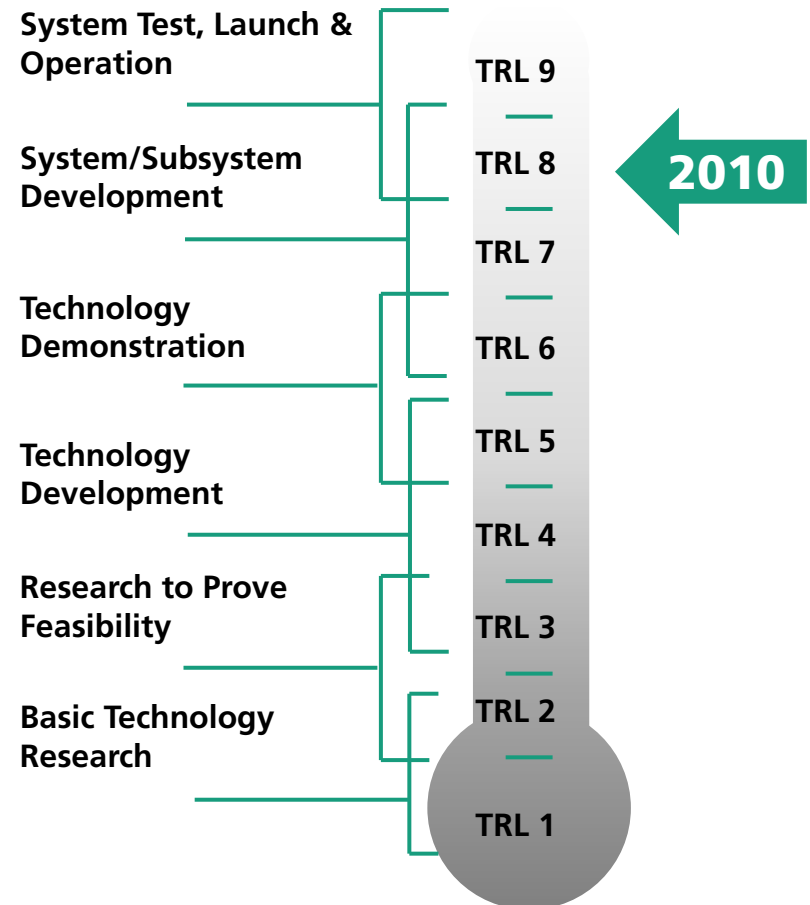 System Test, Launch &
Operation
System/Subsystem
Development
Technology
Demonstration
Technology
Development
Research to Prove
Feasibility
Basic Technology
Research
TRL 9
TRL 8
TRL 7
TRL 6
TRL 5
TRL 4
TRL 3
TRL 2
TRL 1
2010